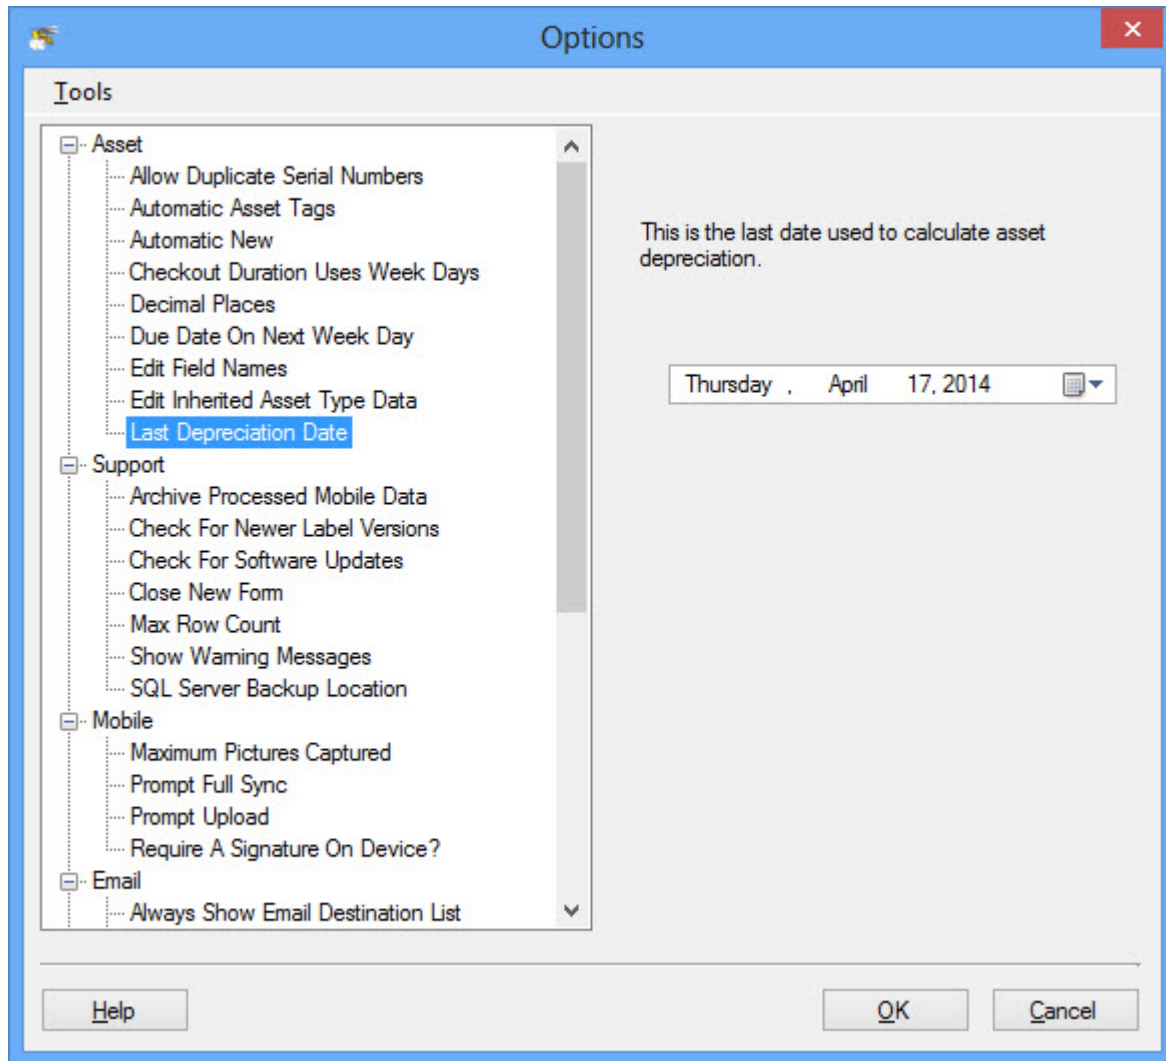 Options
Tools
Asset
Allow Duplicate Serial Numbers
Automatic Asset Tags
Automatic New
Checkout Duration Uses Week Days
Decimal Places
Due Date On Next Week Day
Edit Field Names
Edit Inherited Asset Type Data
Last Depreciation Date
Support
Archive Processed Mobile Data
Check For Newer Label Versions
Check For Software Updates
Close New Form
Max Row Count
Show Warning Messages
SQL Server Backup Location
Mobile
Maximum Pictures Captured
Prompt Full Sync
Prompt Upload
Require A Signature On Device?
Email
Always Show Email Destination List
This is the last date used to calculate asset
depreciation.
Thursday , April 17, 2014
Help
OK
Cancel